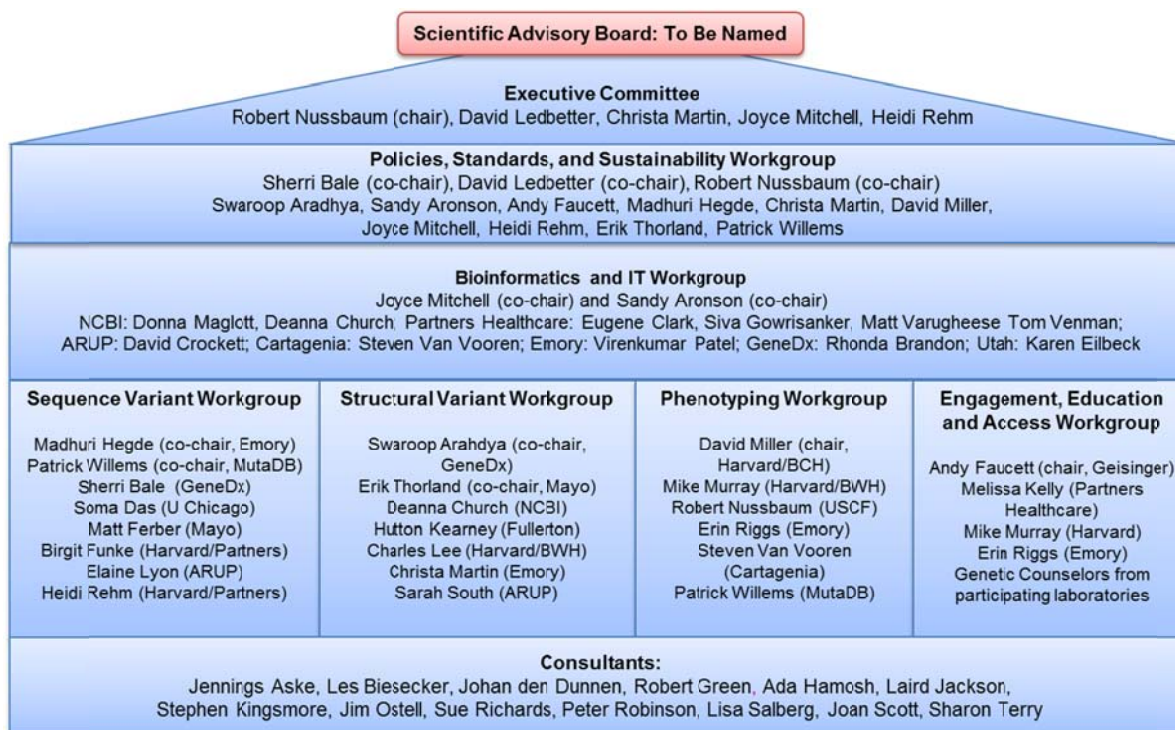 Scientific Advisory Board: To Be Named
Executive Committee
Robert Nussbaum (chair), David Ledbetter, Christa Martin, Joyce Mitchell, Heidi Rehm
Policies, Standards, and Sustainability Workgroup
Sherri Bale (co-chair), David Ledbetter (co-chair), Robert Nussbaum (co-chair)
Swaroop Aradhya, Sandy Aronson, Andy Faucett, Madhuri Hegde, Christa Martin, David Miller,
Joyce Mitchell, Heidi Rehm, Erik Thorland, Patrick Willems
Bioinformatics and IT Workgroup
Joyce Mitchell (co-chair) and Sandy Aronson (co-chair)
NCBI: Donna Maglott, Deanna Church; Partners Healthcare: Eugene Clark, Siva Gowrisanker, Matt Varugheese Tom Venman;
ARUP: David Crockett; Cartagenia: Steven Van Vooren; Emory: Virenkumar Patel; GeneDx: Rhonda Brandon; Utah: Karen Eilbeck
Sequence Variant Workgroup
Madhuri Hegde (co-chair, Emory)
Patrick Willems (co-chair, MutaDB)
Sherri Bale (GeneDx)
Soma Das (U Chicago)
Matt Ferber (Mayo)
Birgit Funke (Harvard/Partners)
Elaine Lyon (ARUP)
Heidi Rehm (Harvard/Partners)
Structural Variant Workgroup
Swaroop Arahdya (co-chair,
GeneDx)
Erik Thorland (co-chair, Mayo)
Deanna Church (NCBI)
Hutton Kearney (Fullerton)
Charles Lee (Harvard/BWH)
Christa Martin (Emory)
Sarah South (ARUP)
Phenotyping Workgroup
David Miller (chair,
Harvard/BCH)
Mike Murray (Harvard/BWH)
Robert Nussbaum (USCF)
Erin Riggs (Emory)
Steven Van Vooren
(Cartagenia)
Patrick Willems (MutaDB)
Engagement, Education
and Access Workgroup
Andy Faucett (chair, Geisinger)
Melissa Kelly (Partners
Healthcare)
Mike Murray (Harvard)
Erin Riggs (Emory)
Genetic Counselors from
participating laboratories
Consultants:
Jennings Aske, Les Biesecker, Johan den Dunnen, Robert Green, Ada Hamosh, Laird Jackson,
Stephen Kingsmore, Jim Ostell, Sue Richards, Peter Robinson, Lisa Salberg, Joan Scott, Sharon Terry